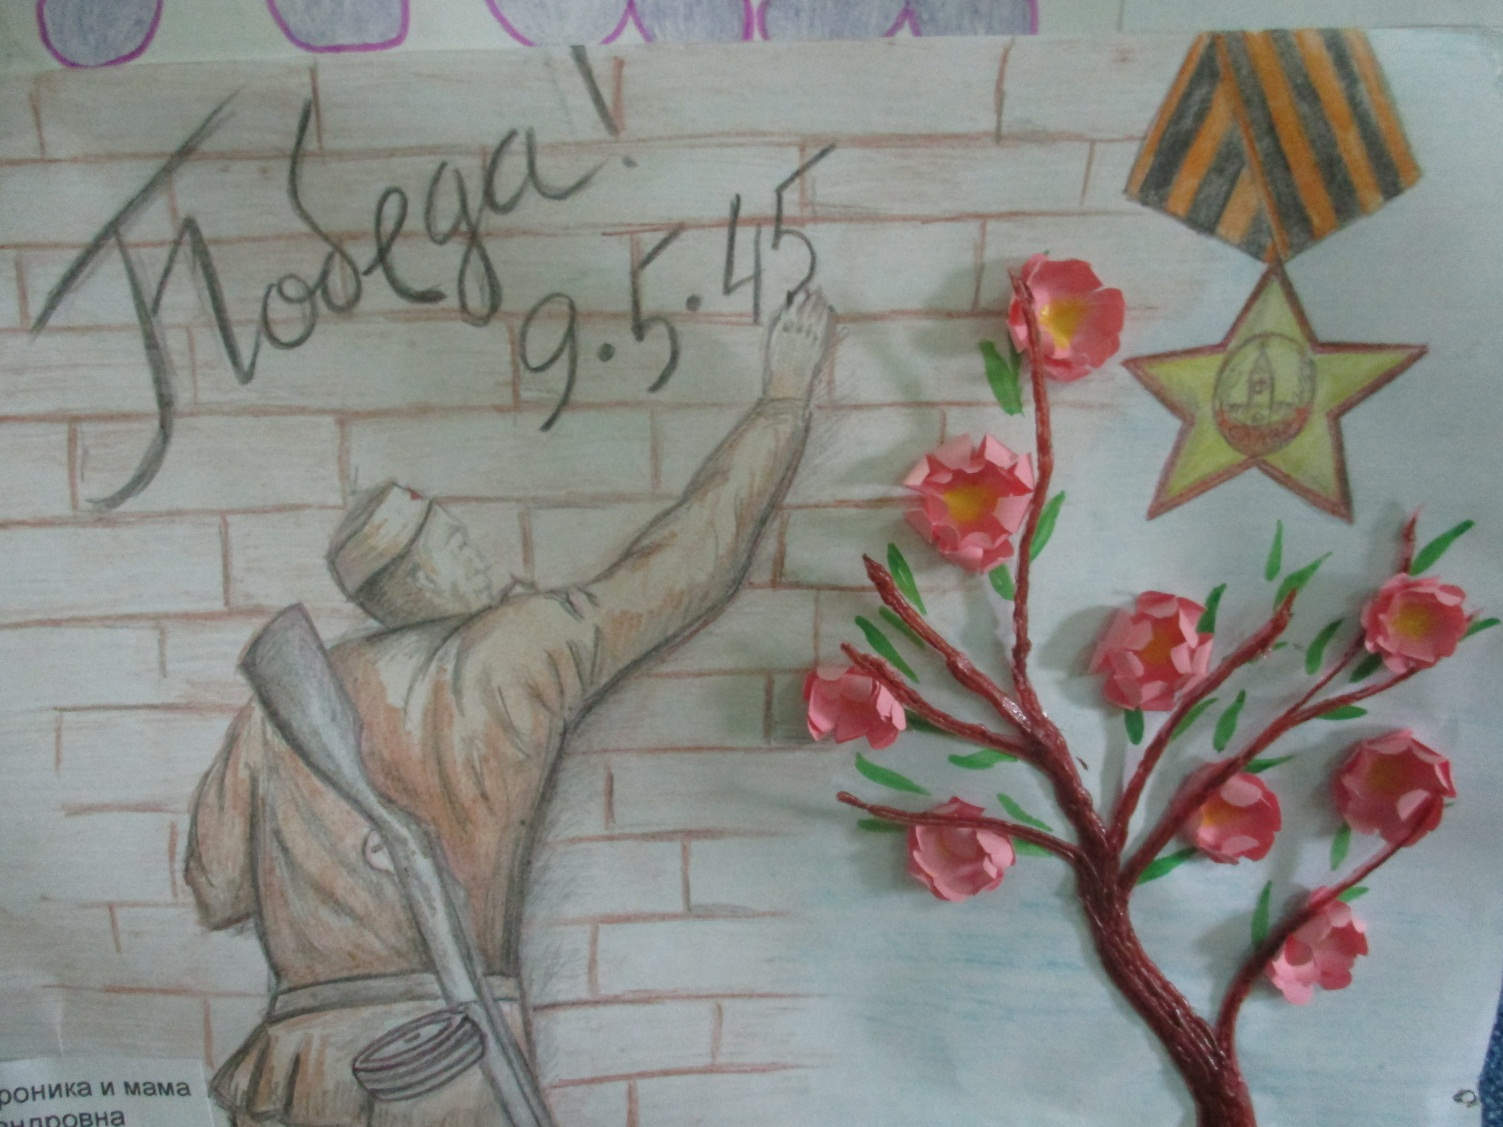 Победа!
9.5.45
роника и мама
ндровна